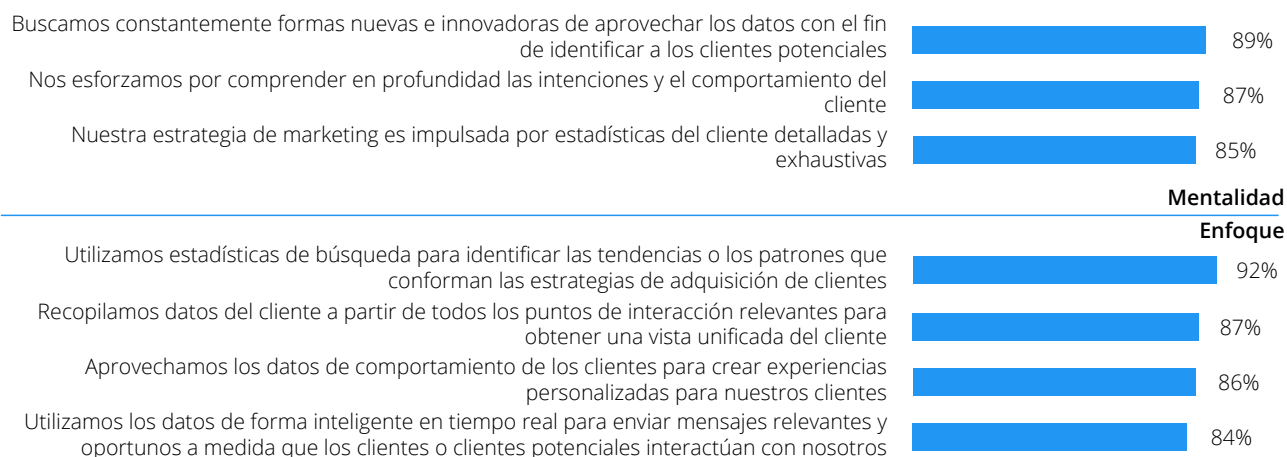 Buscamos constantemente formas nuevas e innovadoras de aprovechar los datos con el fin
de identificar a los clientes potenciales
89%
Nos esforzamos por comprender en profundidad las intenciones y el comportamiento del
cliente
87%
Nuestra estrategia de marketing es impulsada por estadísticas del cliente detalladas y
exhaustivas
85%
Mentalidad
Enfoque
Utilizamos estadísticas de búsqueda para identificar las tendencias o los patrones que
conforman las estrategias de adquisición de clientes
92%
Recopilamos datos del cliente a partir de todos los puntos de interacción relevantes para
obtener una vista unificada del cliente
87%
Aprovechamos los datos de comportamiento de los clientes para crear experiencias
personalizadas para nuestros clientes
86%
Utilizamos los datos de forma inteligente en tiempo real para enviar mensajes relevantes y
oportunos a medida que los clientes o clientes potenciales interactúan con nosotros
84%